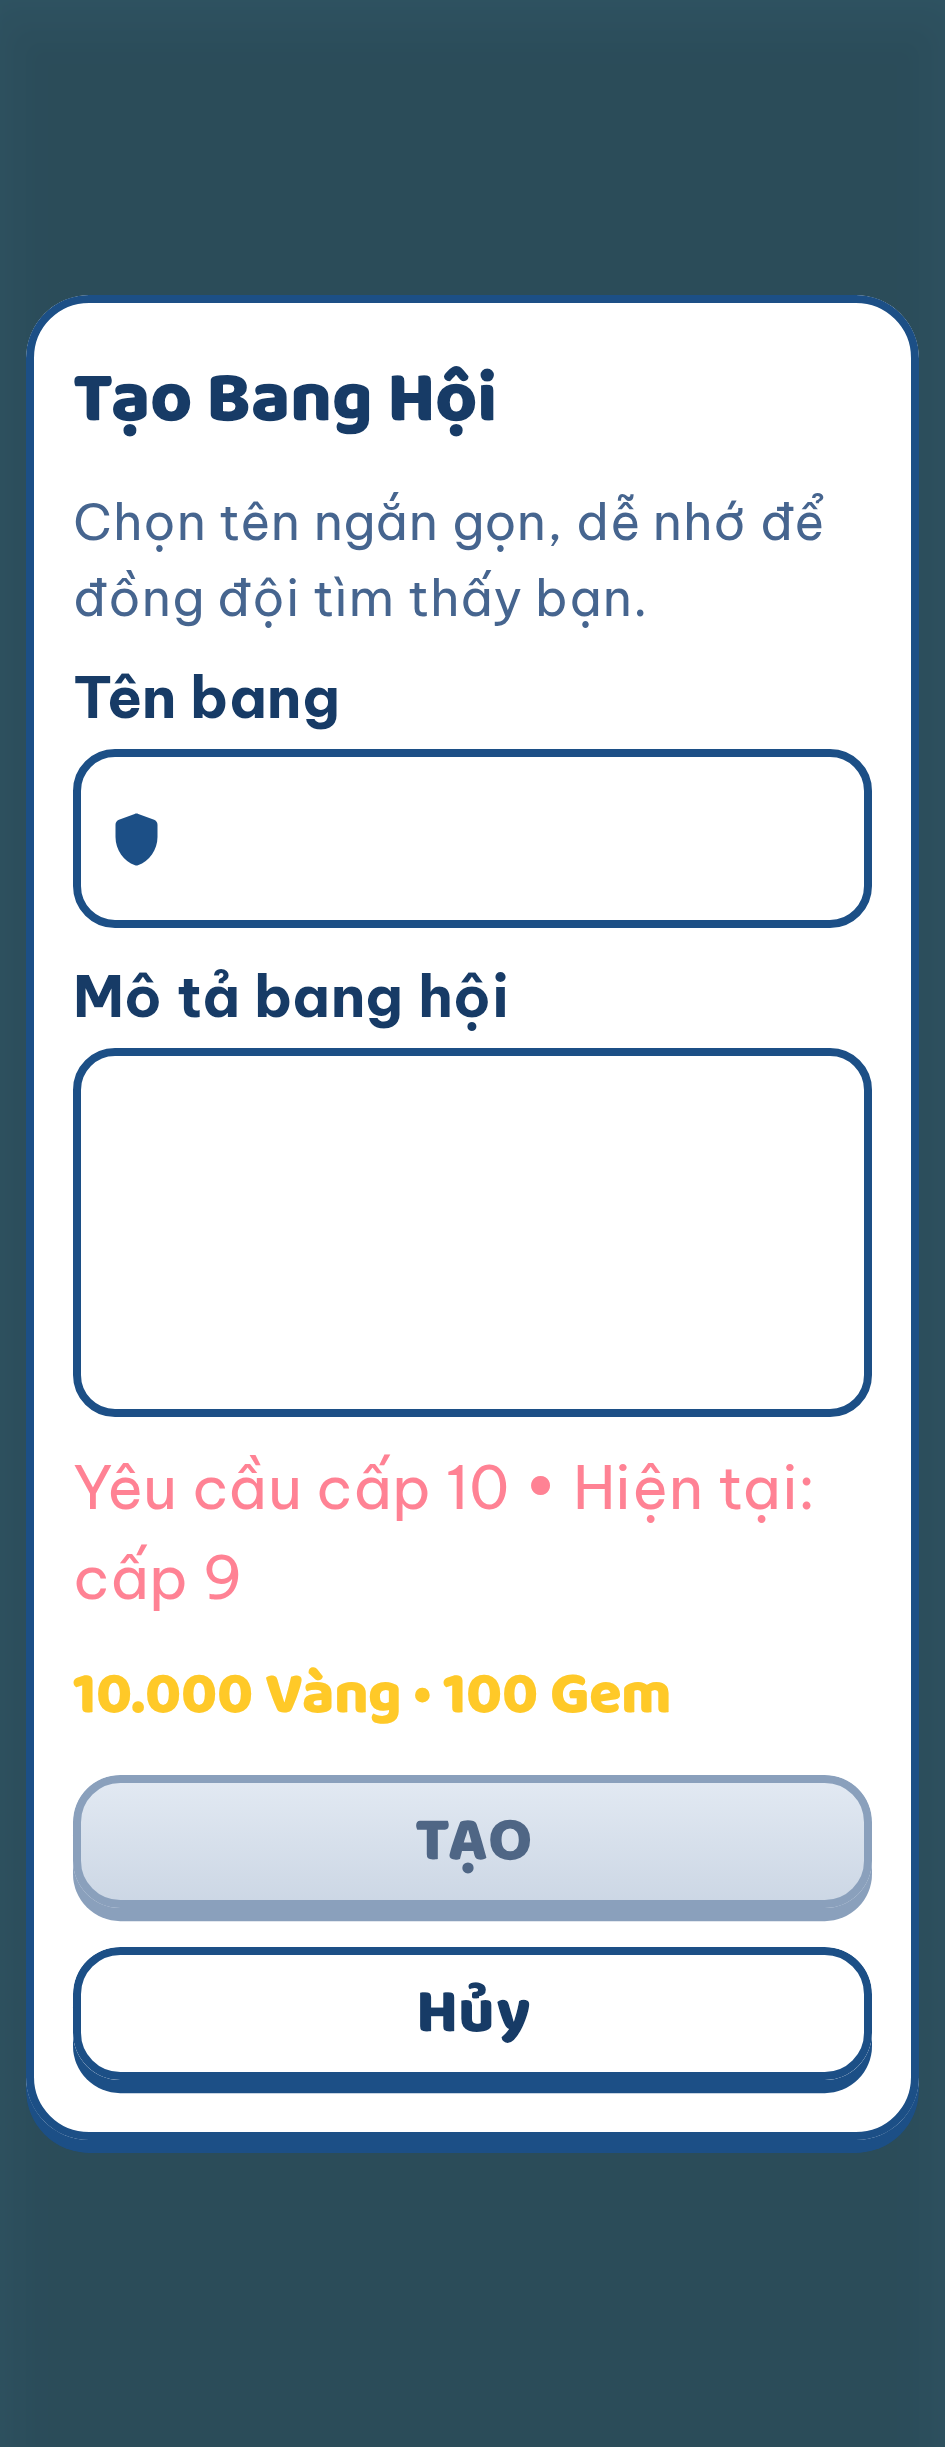 Tạo Bang Hội
Chọn tên ngắn gọn, dễ nhớ để
đồng đội tìm thấy bạn.
Tên bang
Mô tả bang hội
Yêu cầu cấp 10 • Hiện tại:
cấp 9
10.000 Vàng • 100 Gem
TẠO
Hủy